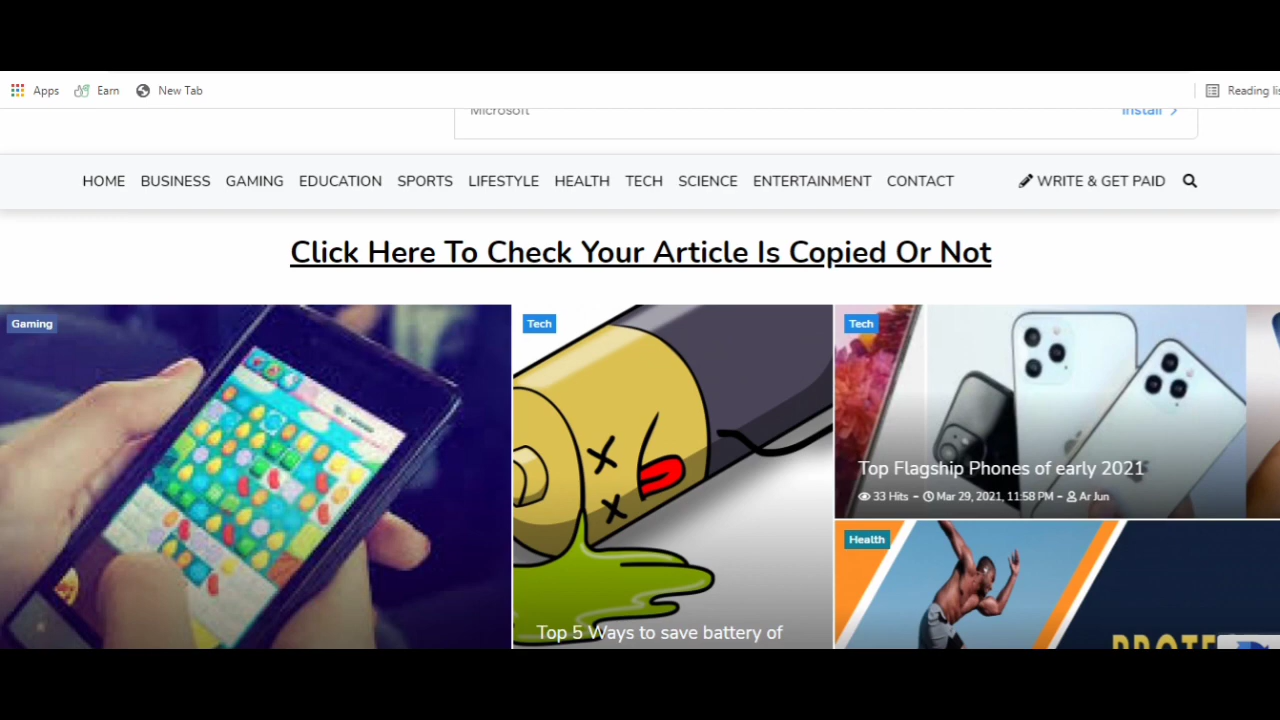 Apps Earn New Tab Reading lis
Microsoft Install
HOME BUSINESS GAMING EDUCATION SPORTS LIFESTYLE HEALTH TECH SCIENCE ENTERTAINMENT CONTACT WRITE & GET PAID
Click Here To Check Your Article Is Copied Or Not
Gaming
Tech
Top 5 Ways to save battery of
Tech
Top Flagship Phones of early 2021
33 Hits - Mar 29, 2021, 11:58 PM - Ar Jun
Health
PROTE